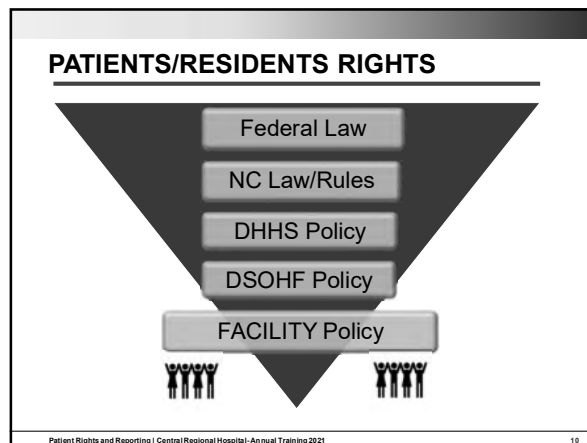 PATIENTS/RESIDENTS RIGHTS
Federal Law
NC Law/Rules
DHHS Policy
DSOHF Policy
FACILITY Policy
Patient Rights and Reporting | Central Regional Hospital-Annual Training 2021 10